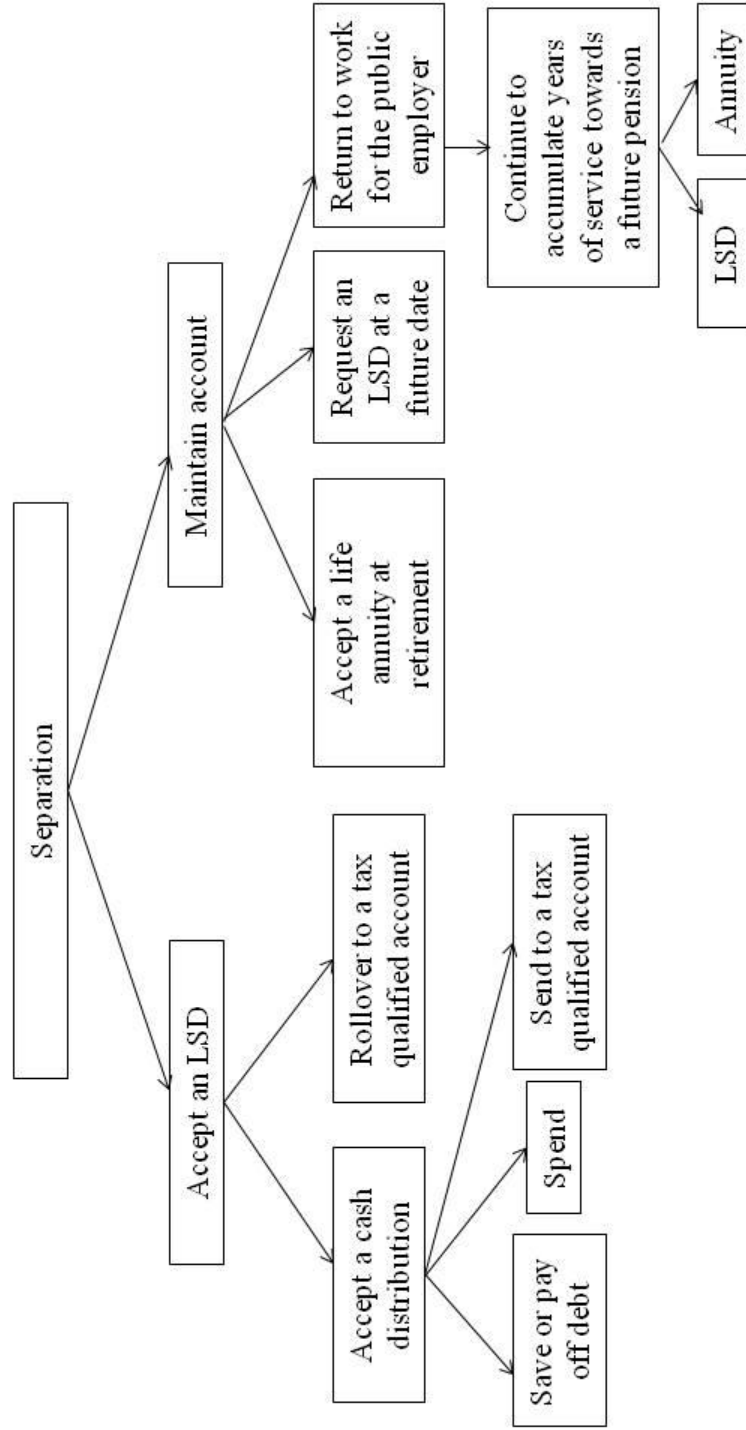 Separation
Accept an LSD
Maintain account
Accept a cash
distribution
Rollover to a tax
qualified account
Accept a life
annuity at
retirement
Request an
LSD at a
future date
Return to work
for the public
employer
Save or pay
off debt
Spend
Send to a tax
qualified account
Continue to
accumulate years
of service towards
a future pension
LSD
Annuity